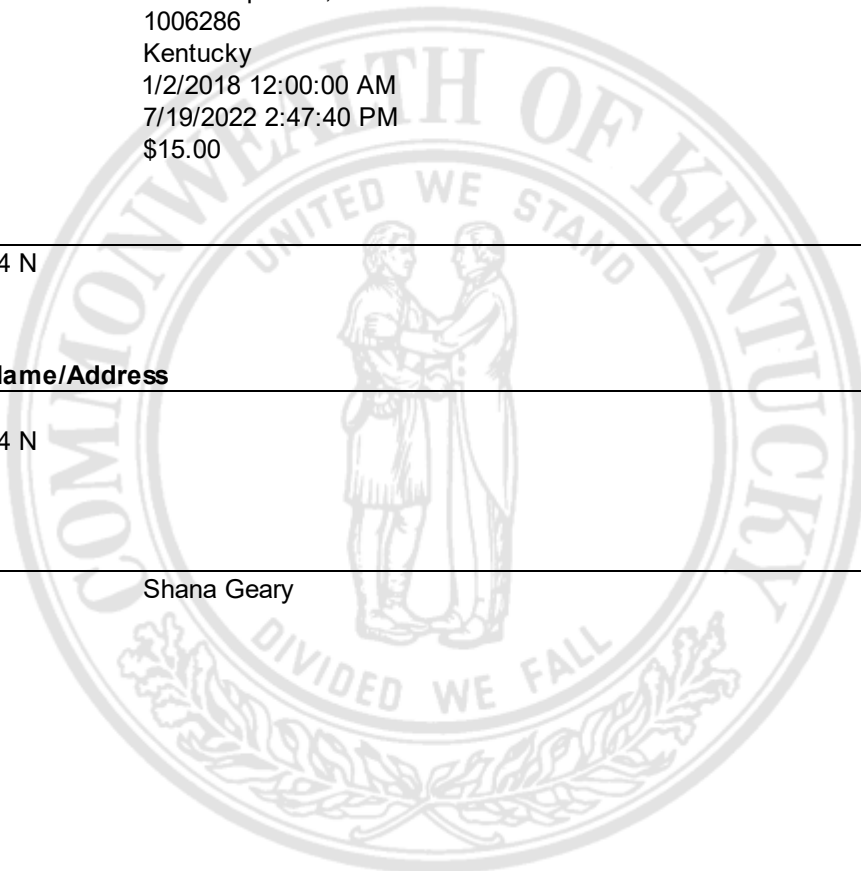 1006286
Kentucky
1/2/2018 12:00:00 AM
7/19/2022 2:47:40 PM
$15.00
4 N
Name/Address
4 N
Shana Geary
COMMONWEALTH OF KENTUCKY
UNITED WE STAND
DIVIDED WE FALL